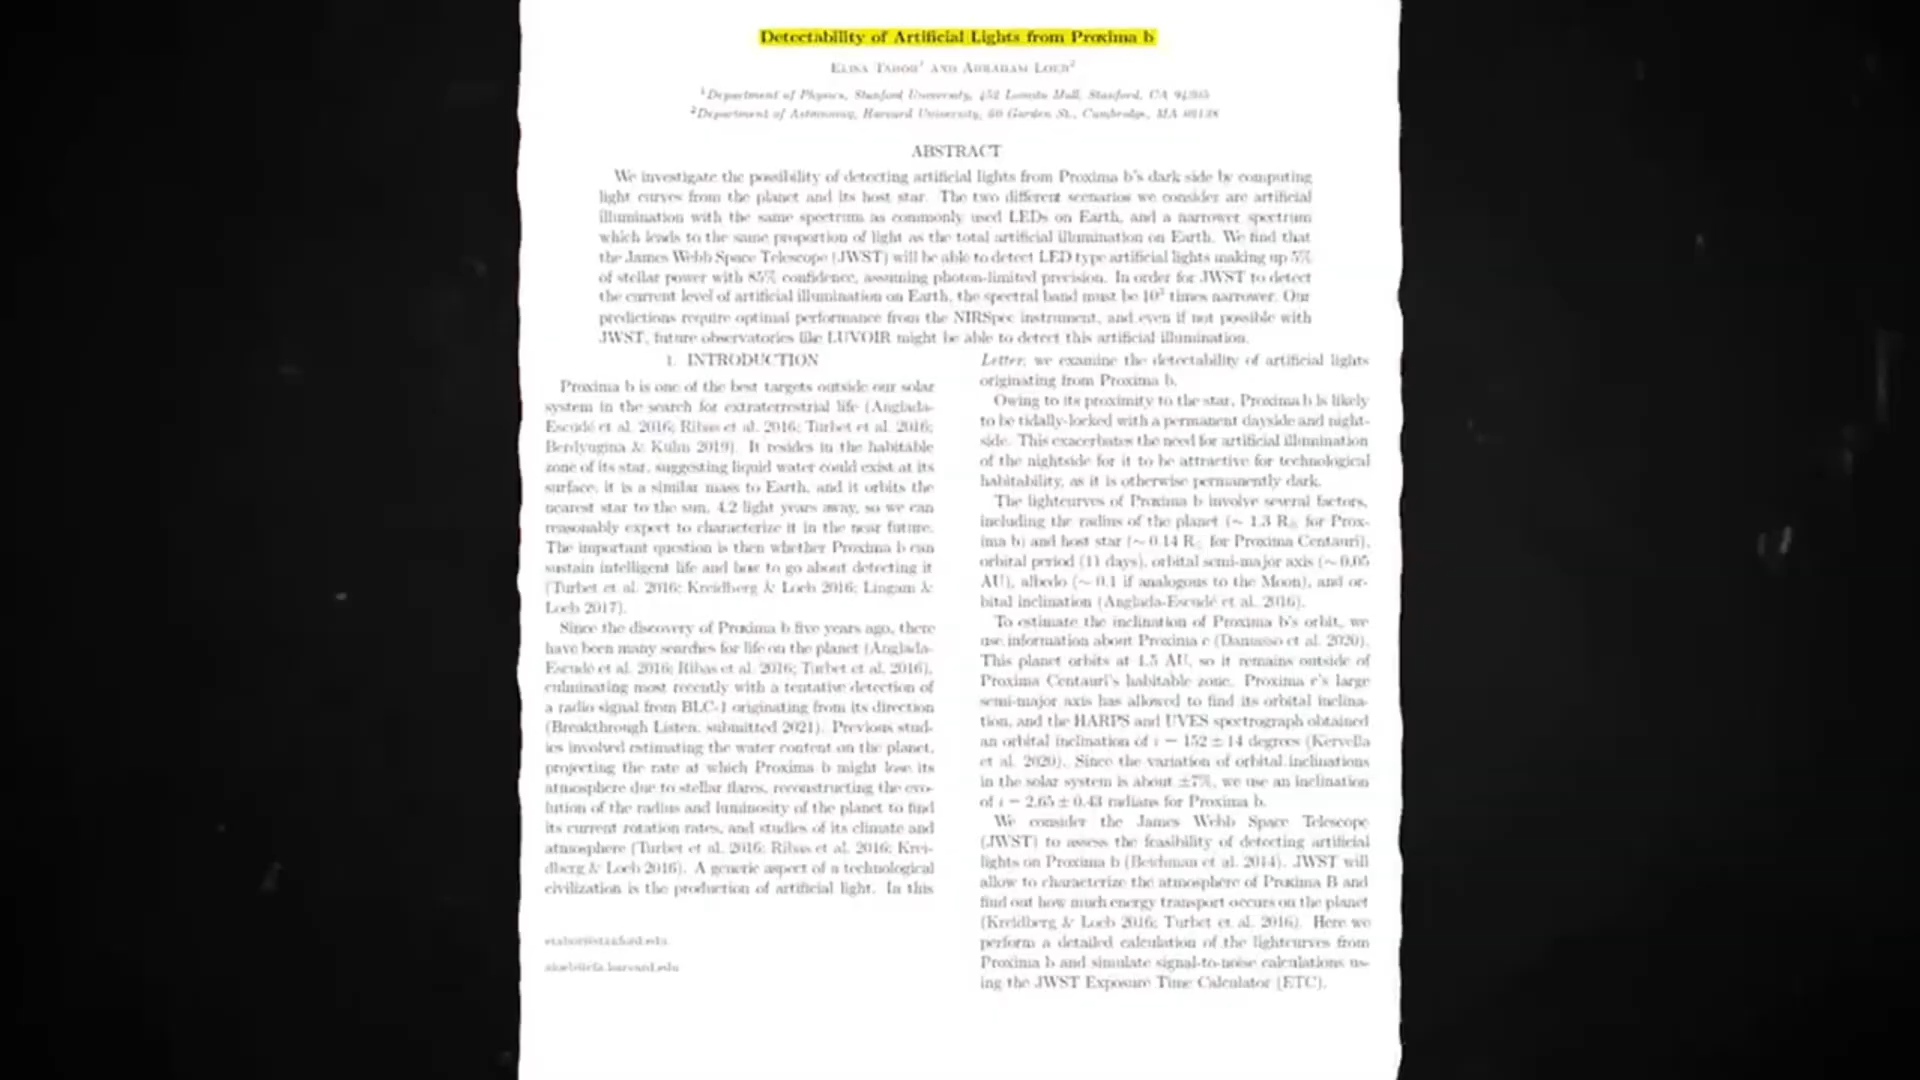 Detectability of Artificial Lights from Proxima b
Elisa Tabor¹ and Abraham Loeb²
¹Department of Physics, Stanford University, 452 Lomita Mall, Stanford, CA 94305
²Department of Astronomy, Harvard University, 60 Garden St., Cambridge, MA 02138
ABSTRACT
We investigate the possibility of detecting artificial lights from Proxima b's dark side by computing
light curves from the planet and its host star. The two different scenarios we consider are artificial
illumination with the same spectrum as commonly used LEDs on Earth, and a narrower spectrum
which leads to the same proportion of light as the total artificial illumination on Earth. We find that
the James Webb Space Telescope (JWST) will be able to detect LED type artificial lights making up 5%
of stellar power with 85% confidence, assuming photon-limited precision. In order for JWST to detect
the current level of artificial illumination on Earth, the spectral band must be 10³ times narrower. Our
predictions require optimal performance from the NIRSpec instrument, and even if not possible with
JWST, future observatories like LUVOIR might be able to detect this artificial illumination.
1. INTRODUCTION
Proxima b is one of the best targets outside our solar
system in the search for extraterrestrial life (Anglada-
Escudé et al. 2016; Ribas et al. 2016; Turbet et al. 2016;
Berdyugina & Kuhn 2019). It resides in the habitable
zone of its star, suggesting liquid water could exist at its
surface, it is a similar mass to Earth, and it orbits the
nearest star to the sun, 4.2 light years away, so we can
reasonably expect to characterize it in the near future.
The important question is then whether Proxima b can
sustain intelligent life and how to go about detecting it
(Turbet et al. 2016; Kreidberg & Loeb 2016; Lingam &
Loeb 2017).
Since the discovery of Proxima b five years ago, there
have been many searches for life on the planet (Anglada-
Escudé et al. 2016; Ribas et al. 2016; Turbet et al. 2016),
culminating most recently with a tentative detection of
a radio signal from BLC-1 originating from its direction
(Breakthrough Listen, submitted 2021). Previous stud-
ies involved estimating the water content on the planet,
projecting the rate at which Proxima b might lose its
atmosphere due to stellar flares, reconstructing the evo-
lution of the radius and luminosity of the planet to find
its current rotation rates, and studies of its climate and
atmosphere (Turbet et al. 2016; Ribas et al. 2016; Krei-
dberg & Loeb 2016). A generic aspect of a technological
civilization is the production of artificial light. In this
etabor@stanford.edu
aloeb@cfa.harvard.edu
Letter, we examine the detectability of artificial lights
originating from Proxima b.
Owing to its proximity to the star, Proxima b is likely
to be tidally-locked with a permanent dayside and night-
side. This exacerbates the need for artificial illumination
of the nightside for it to be attractive for technological
habitability, as it is otherwise permanently dark.
The lightcurves of Proxima b involve several factors,
including the radius of the planet (~ 1.3 R⊕ for Prox-
ima b) and host star (~ 0.14 R⊙ for Proxima Centauri),
orbital period (11 days), orbital semi-major axis (~ 0.05
AU), albedo (~ 0.1 if analogous to the Moon), and or-
bital inclination (Anglada-Escudé et al. 2016).
To estimate the inclination of Proxima b's orbit, we
use information about Proxima c (Damasso et al. 2020).
This planet orbits at 1.5 AU, so it remains outside of
Proxima Centauri's habitable zone. Proxima c's large
semi-major axis has allowed to find its orbital inclina-
tion, and the HARPS and UVES spectrograph obtained
an orbital inclination of i = 152 ± 14 degrees (Kervella
et al. 2020). Since the variation of orbital inclinations
in the solar system is about ±7%, we use an inclination
of i = 2.65 ± 0.43 radians for Proxima b.
We consider the James Webb Space Telescope
(JWST) to assess the feasibility of detecting artificial
lights on Proxima b (Beichman et al. 2014). JWST will
allow to characterize the atmosphere of Proxima B and
find out how much energy transport occurs on the planet
(Kreidberg & Loeb 2016; Turbet et al. 2016). Here we
perform a detailed calculation of the lightcurves from
Proxima b and simulate signal-to-noise calculations us-
ing the JWST Exposure Time Calculator (ETC).